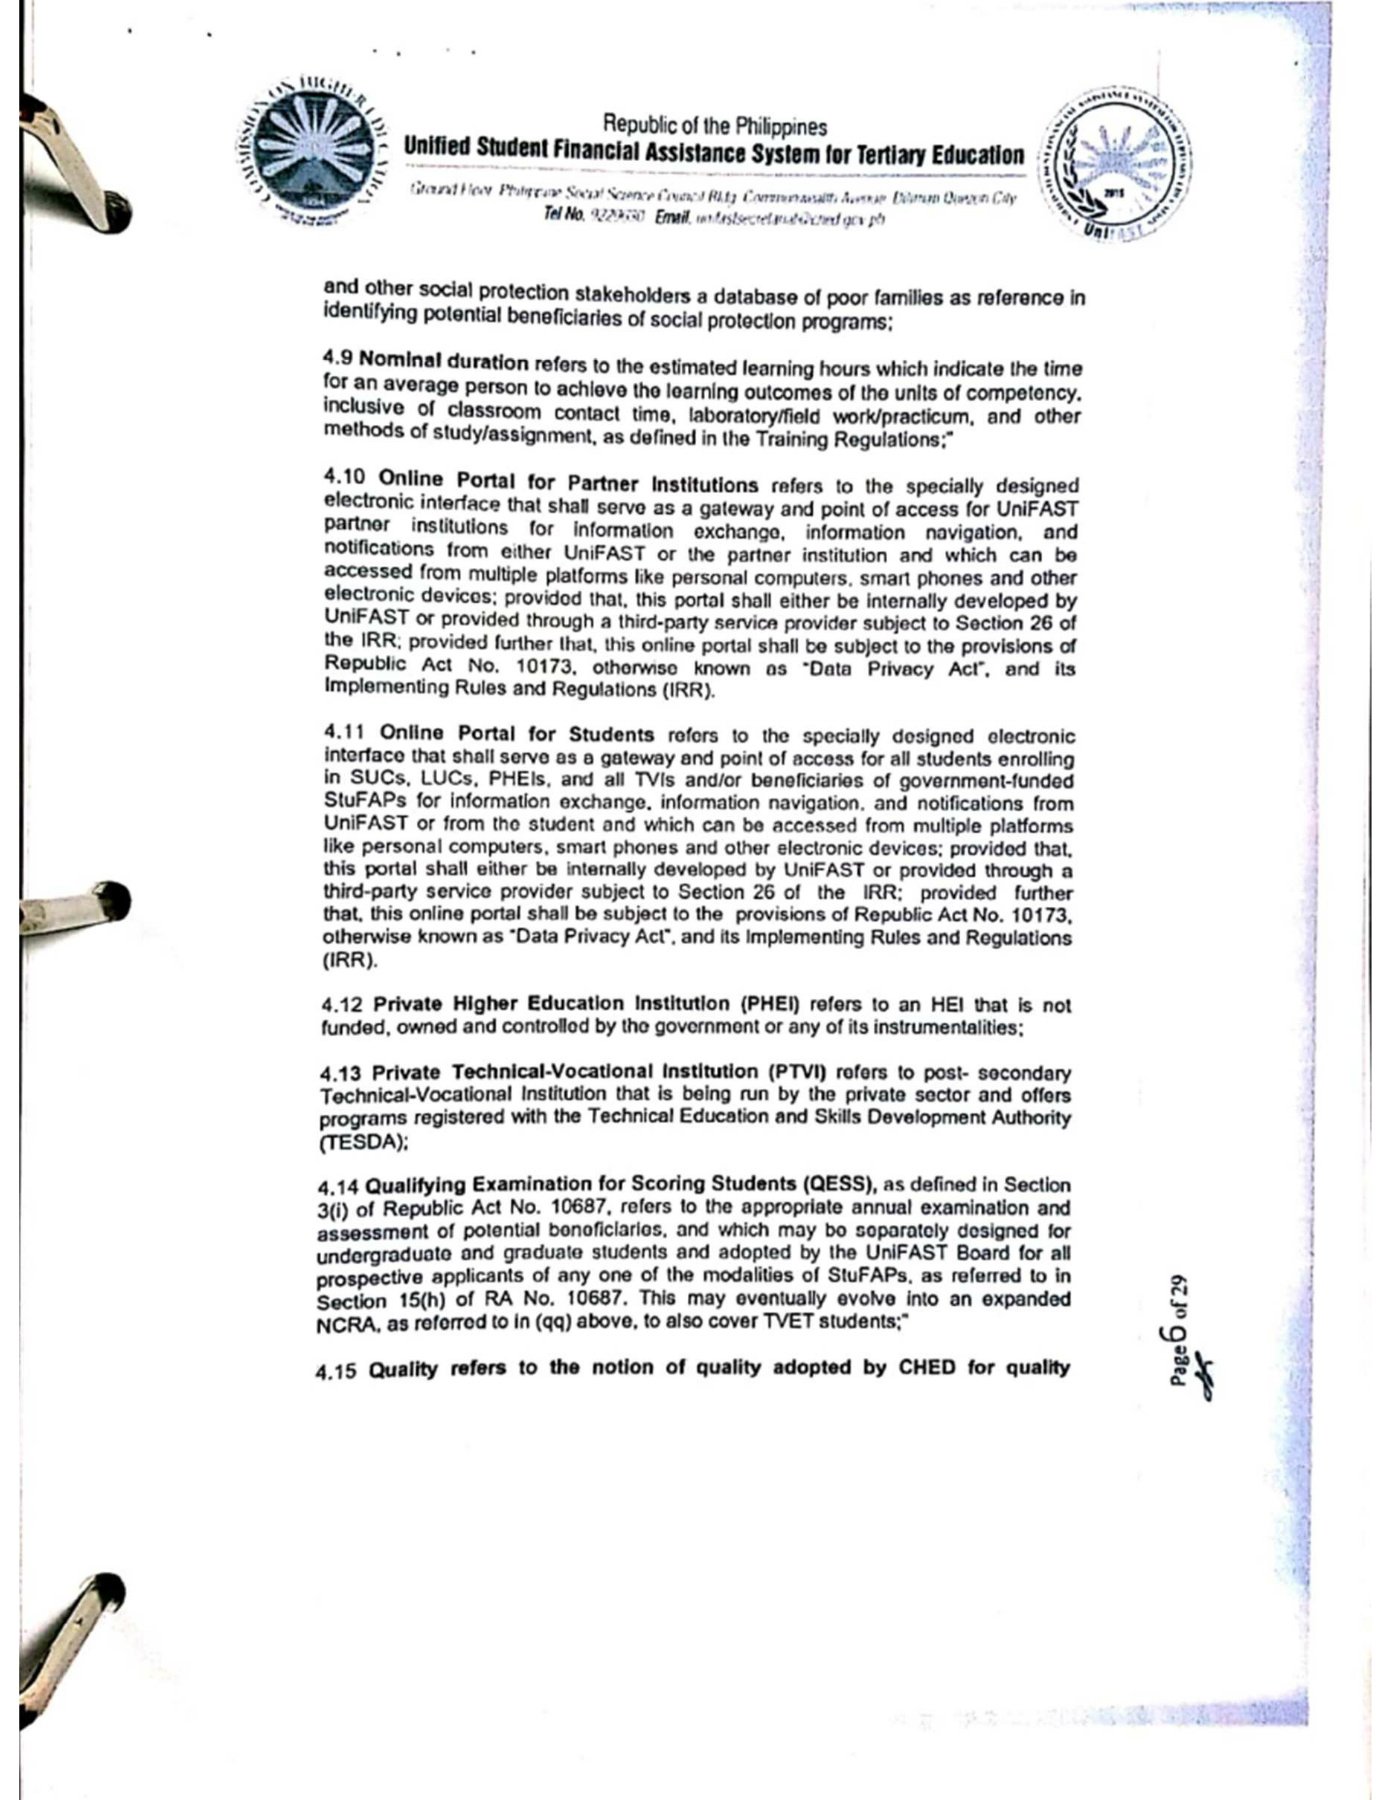 COMMISSION ON HIGHER EDUCATION
1994
Republic of the Philippines
Unified Student Financial Assistance System for Tertiary Education
Ground Floor Philippine Social Science Council Bldg Commonwealth Avenue Diliman Quezon City
Tel No. Email.
2015
UniFAST
and other social protection stakeholders a database of poor families as reference in
identifying potential beneficiaries of social protection programs;
4.9 Nominal duration refers to the estimated learning hours which indicate the time
for an average person to achieve the learning outcomes of the units of competency,
inclusive of classroom contact time, laboratory/field work/practicum, and other
methods of study/assignment, as defined in the Training Regulations;"
4.10 Online Portal for Partner Institutions refers to the specially designed
electronic interface that shall serve as a gateway and point of access for UniFAST
partner institutions for information exchange, information navigation, and
notifications from either UniFAST or the partner institution and which can be
accessed from multiple platforms like personal computers, smart phones and other
electronic devices; provided that, this portal shall either be internally developed by
UniFAST or provided through a third-party service provider subject to Section 26 of
the IRR; provided further that, this online portal shall be subject to the provisions of
Republic Act No. 10173, otherwise known as "Data Privacy Act", and its
Implementing Rules and Regulations (IRR).
4.11 Online Portal for Students refers to the specially designed electronic
interface that shall serve as a gateway and point of access for all students enrolling
in SUCs, LUCs, PHEIs, and all TVIs and/or beneficiaries of government-funded
StuFAPs for information exchange, information navigation, and notifications from
UniFAST or from the student and which can be accessed from multiple platforms
like personal computers, smart phones and other electronic devices; provided that,
this portal shall either be internally developed by UniFAST or provided through a
third-party service provider subject to Section 26 of the IRR; provided further
that, this online portal shall be subject to the provisions of Republic Act No. 10173,
otherwise known as "Data Privacy Act", and its Implementing Rules and Regulations
(IRR).
4.12 Private Higher Education Institution (PHEI) refers to an HEI that is not
funded, owned and controlled by the government or any of its instrumentalities;
4.13 Private Technical-Vocational Institution (PTVI) refers to post- secondary
Technical-Vocational Institution that is being run by the private sector and offers
programs registered with the Technical Education and Skills Development Authority
(TESDA);
4.14 Qualifying Examination for Scoring Students (QESS), as defined in Section
3(i) of Republic Act No. 10687, refers to the appropriate annual examination and
assessment of potential beneficiaries, and which may be separately designed for
undergraduate and graduate students and adopted by the UniFAST Board for all
prospective applicants of any one of the modalities of StuFAPs, as referred to in
Section 15(h) of RA No. 10687. This may eventually evolve into an expanded
NCRA, as referred to in (qq) above, to also cover TVET students;"
4.15 Quality refers to the notion of quality adopted by CHED for quality
Page 6 of 29